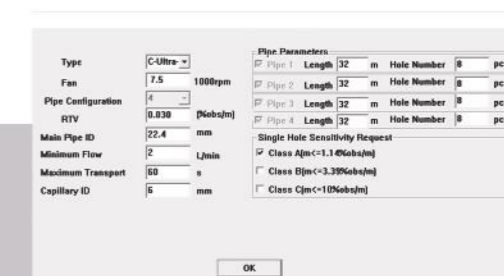 Type C-Ultra-
Fan 7.5 1000rpm
Pipe Configuration 4
RTV 0.030 (%obs/m)
Main Pipe ID 22.4 mm
Minimum Flow 2 L/min
Maximum Transport 60 s
Capillary ID 6 mm
Pipe Parameters
Pipe 1 Length 32 m Hole Number 8 pc
Pipe 2 Length 32 m Hole Number 8 pc
Pipe 3 Length 32 m Hole Number 8 pc
Pipe 4 Length 32 m Hole Number 8 pc
Single Hole Sensitivity Request
Class A(m<=1.14%obs/m)
Class B(m<=3.39%obs/m)
Class C(m<=10%obs/m)
OK